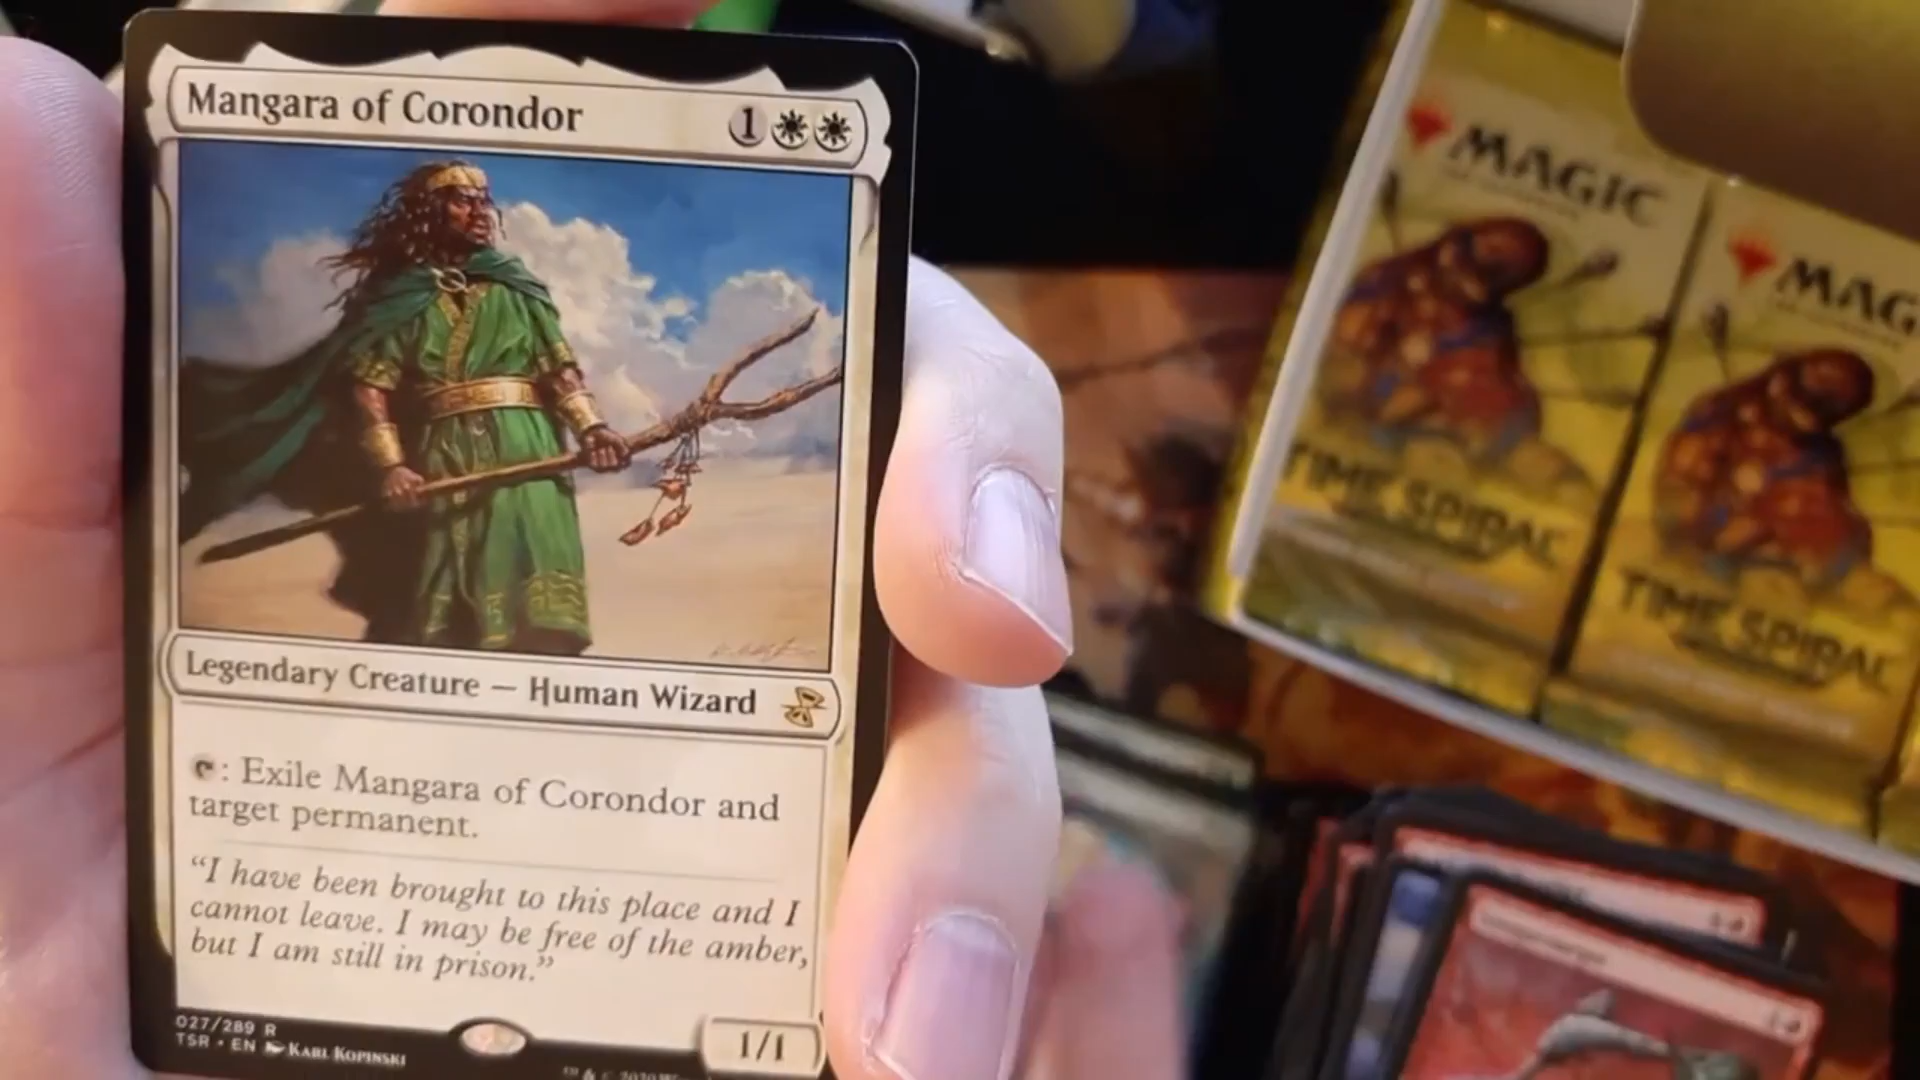 Mangara of Corondor 1
Legendary Creature — Human Wizard
: Exile Mangara of Corondor and
target permanent.
“I have been brought to this place and I
cannot leave. I may be free of the amber,
but I am still in prison.”
1/1
027/289 R
TSR • EN KARL KOPINSKI
MAGIC
TIME SPIRAL
MAG
TIME SPIRAL